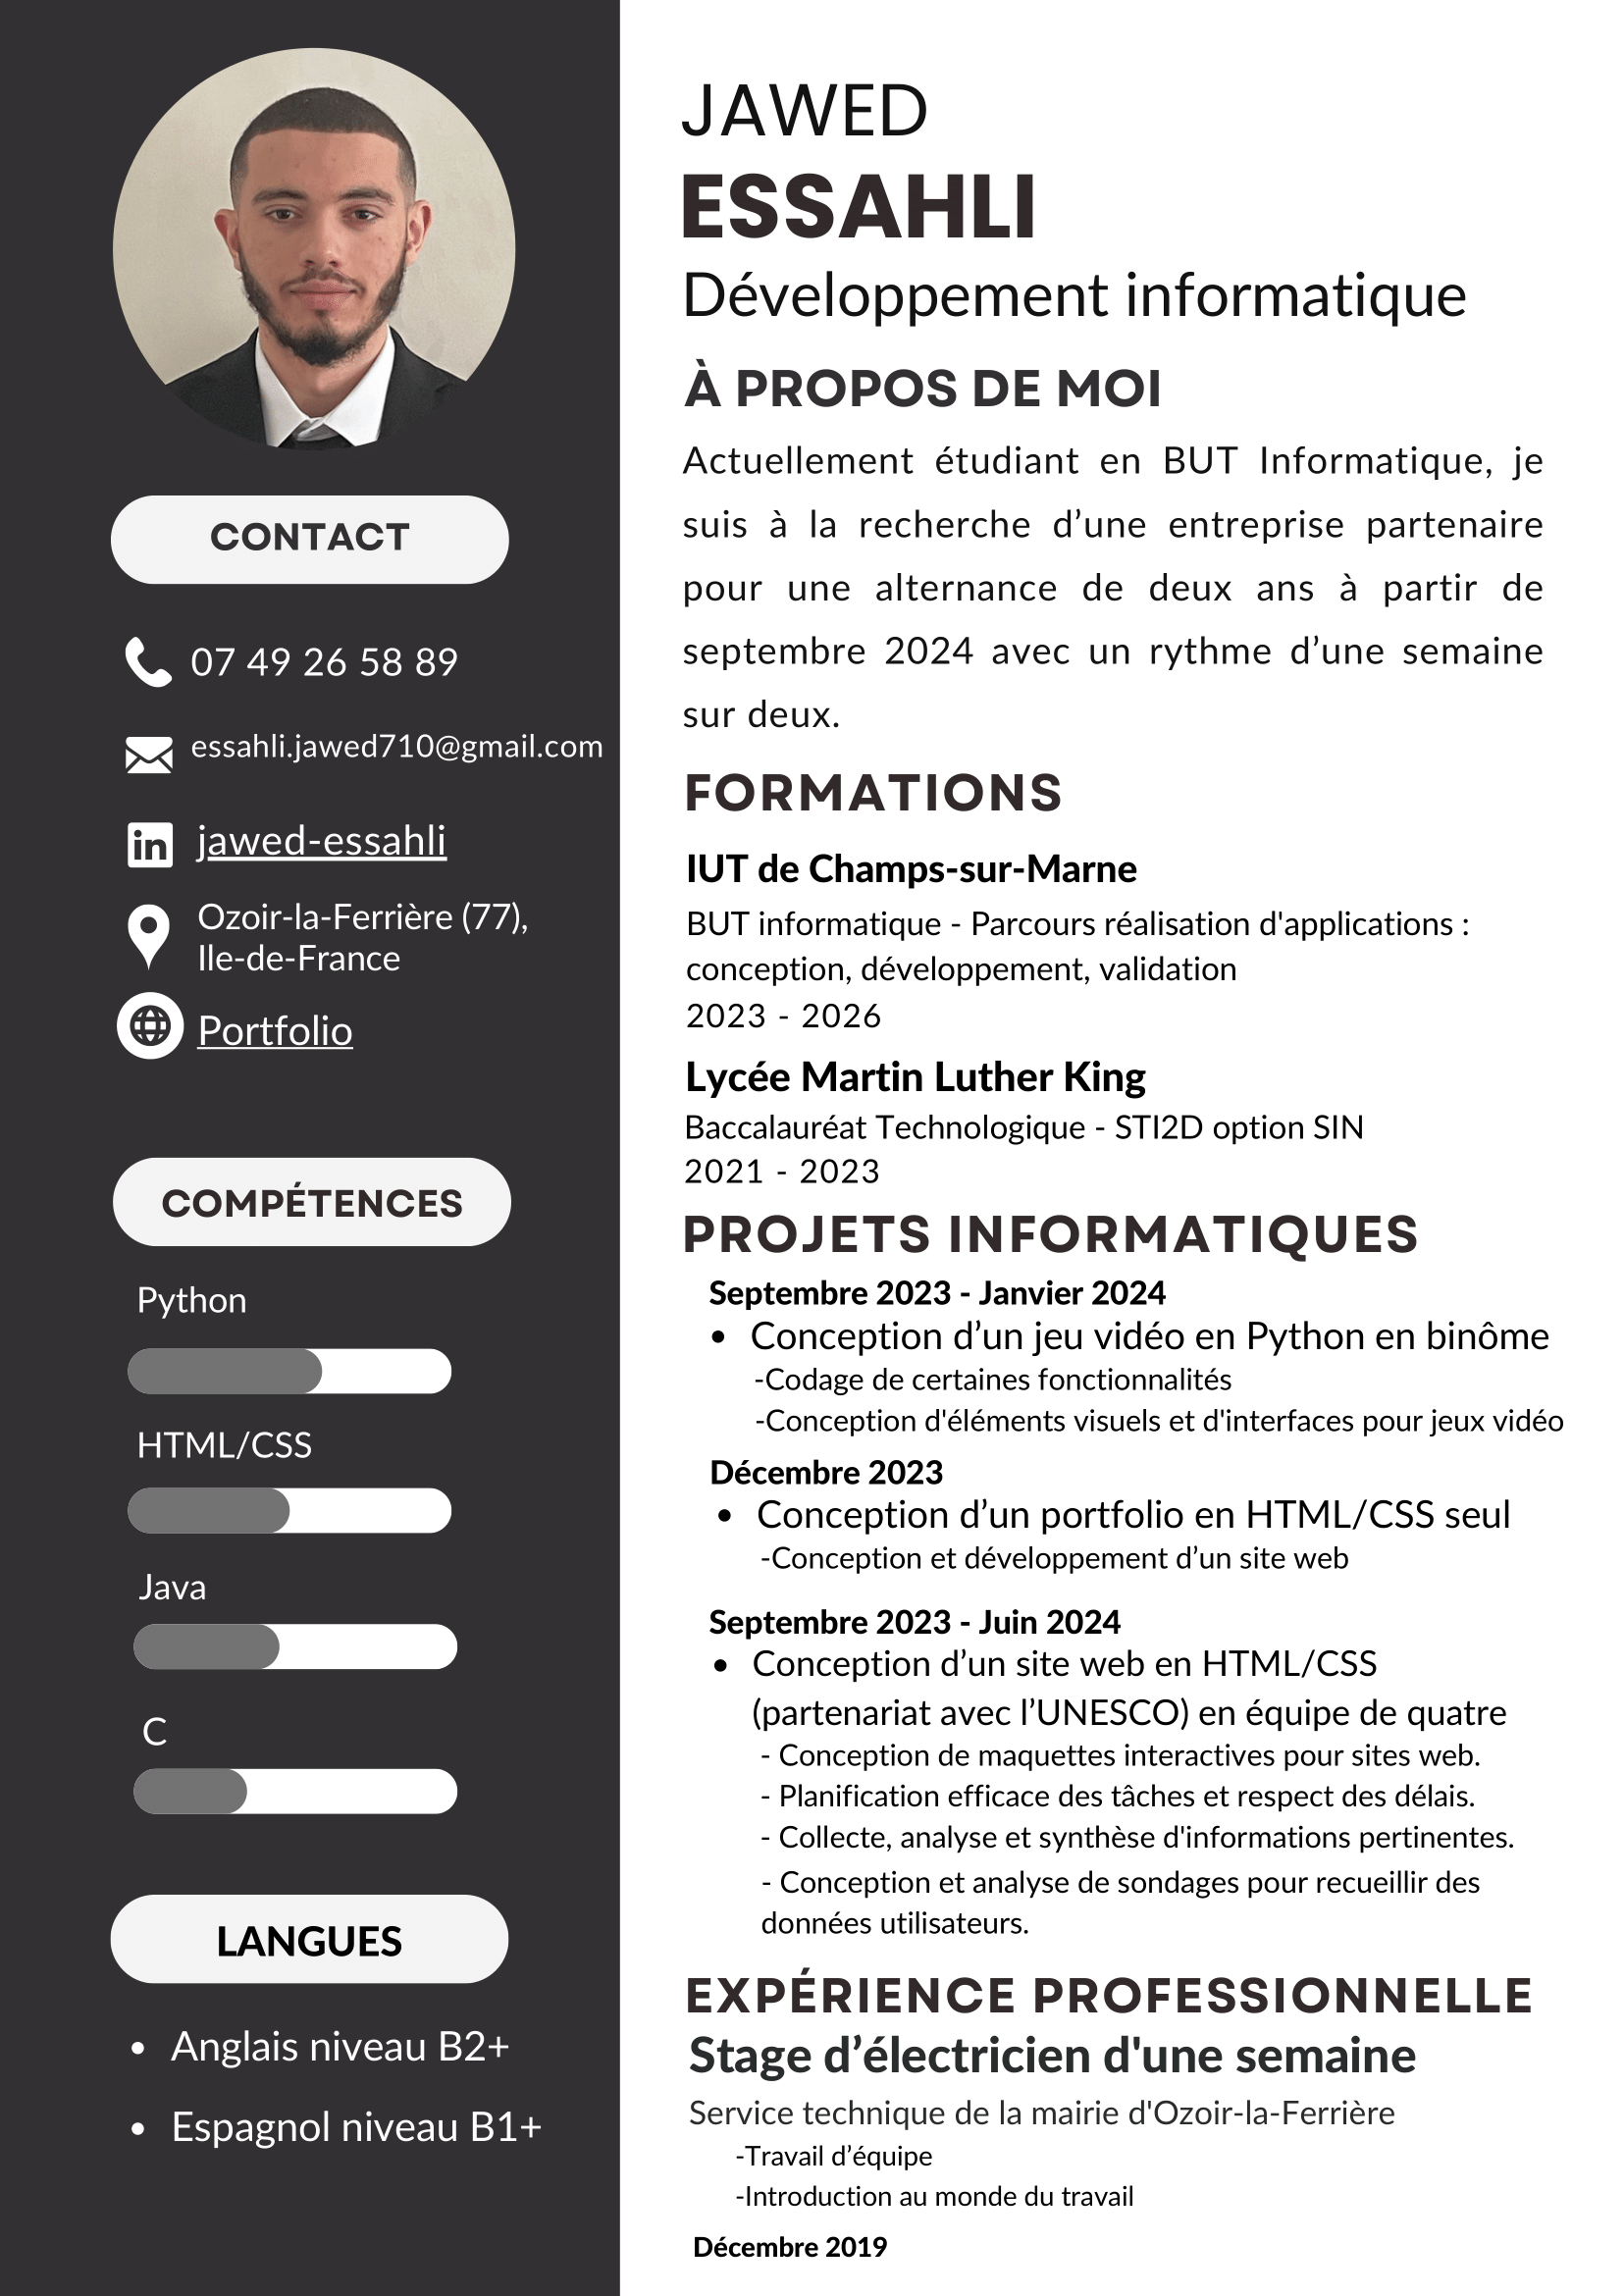 JAWED
ESSAHLI
Développement informatique
CONTACT
07 49 26 58 89
essahli.jawed710@gmail.com
in
jawed-essahli
Ozoir-la-Ferrière (77),
Ile-de-France
Portfolio
COMPÉTENCES
Python
HTML/CSS
Java
C
LANGUES
• Anglais niveau B2+
• Espagnol niveau B1+
À PROPOS DE MOI
Actuellement étudiant en BUT Informatique, je
suis à la recherche d’une entreprise partenaire
pour une alternance de deux ans à partir de
septembre 2024 avec un rythme d’une semaine
sur deux.
FORMATIONS
IUT de Champs-sur-Marne
BUT informatique - Parcours réalisation d'applications :
conception, développement, validation
2023 - 2026
Lycée Martin Luther King
Baccalauréat Technologique - STI2D option SIN
2021 - 2023
PROJETS INFORMATIQUES
Septembre 2023 - Janvier 2024
• Conception d’un jeu vidéo en Python en binôme
-Codage de certaines fonctionnalités
-Conception d'éléments visuels et d'interfaces pour jeux vidéo
Décembre 2023
• Conception d’un portfolio en HTML/CSS seul
-Conception et développement d’un site web
Septembre 2023 - Juin 2024
• Conception d’un site web en HTML/CSS
(partenariat avec l’UNESCO) en équipe de quatre
- Conception de maquettes interactives pour sites web.
- Planification efficace des tâches et respect des délais.
- Collecte, analyse et synthèse d'informations pertinentes.
- Conception et analyse de sondages pour recueillir des
données utilisateurs.
EXPÉRIENCE PROFESSIONNELLE
Stage d’électricien d'une semaine
Service technique de la mairie d'Ozoir-la-Ferrière
-Travail d’équipe
-Introduction au monde du travail
Décembre 2019